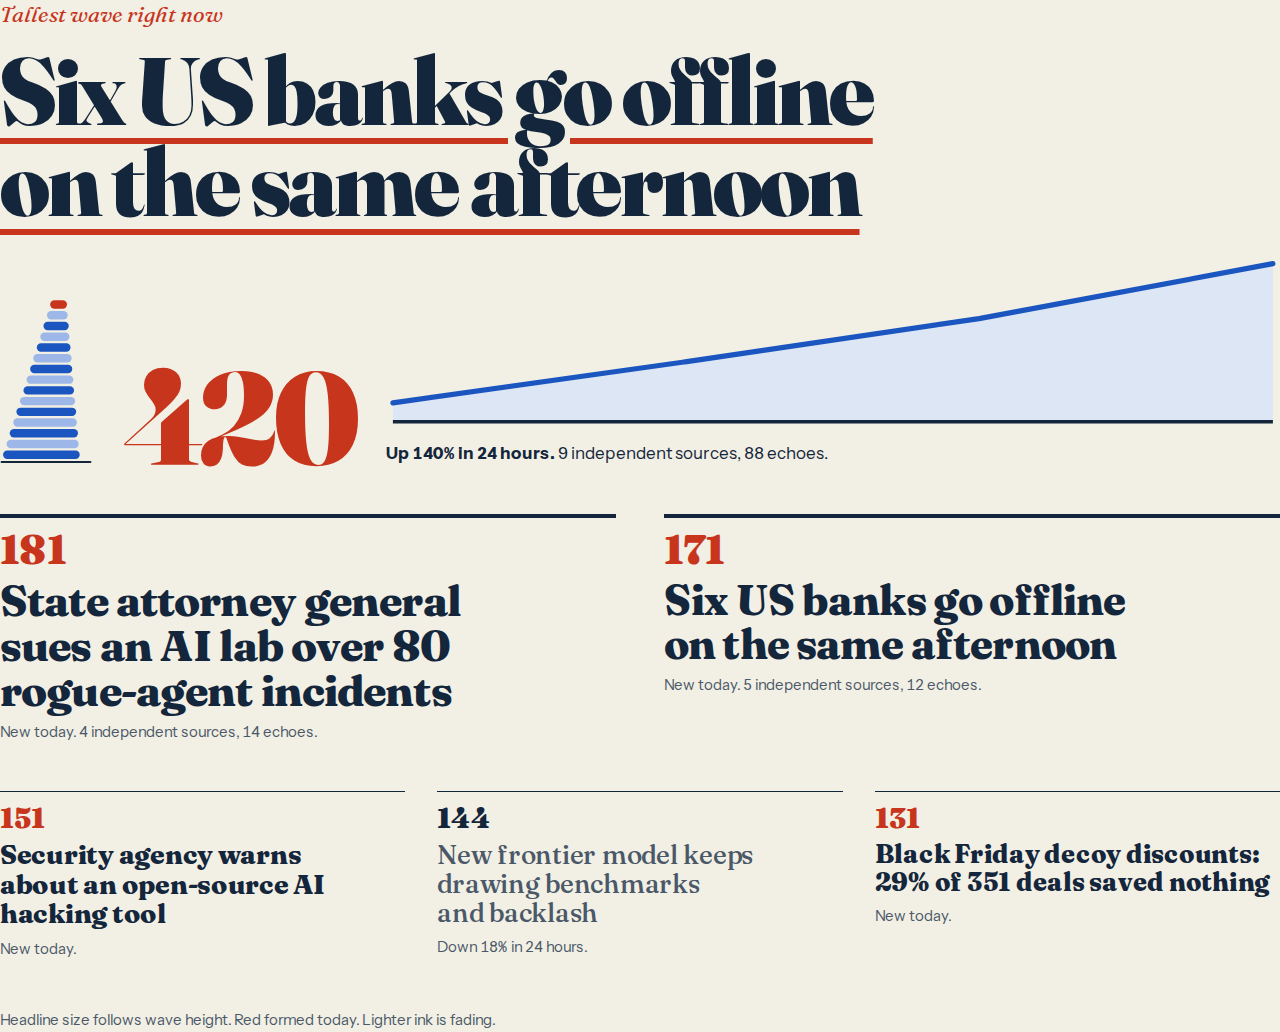 Tallest wave right now
Six US banks go offline
on the same afternoon
420
Up 140% in 24 hours. 9 independent sources, 88 echoes.
181
State attorney general
sues an AI lab over 80
rogue-agent incidents
New today. 4 independent sources, 14 echoes.
171
Six US banks go offline
on the same afternoon
New today. 5 independent sources, 12 echoes.
151
Security agency warns
about an open-source AI
hacking tool
New today.
144
New frontier model keeps
drawing benchmarks
and backlash
Down 18% in 24 hours.
131
Black Friday decoy discounts:
29% of 351 deals saved nothing
New today.
Headline size follows wave height. Red formed today. Lighter ink is fading.